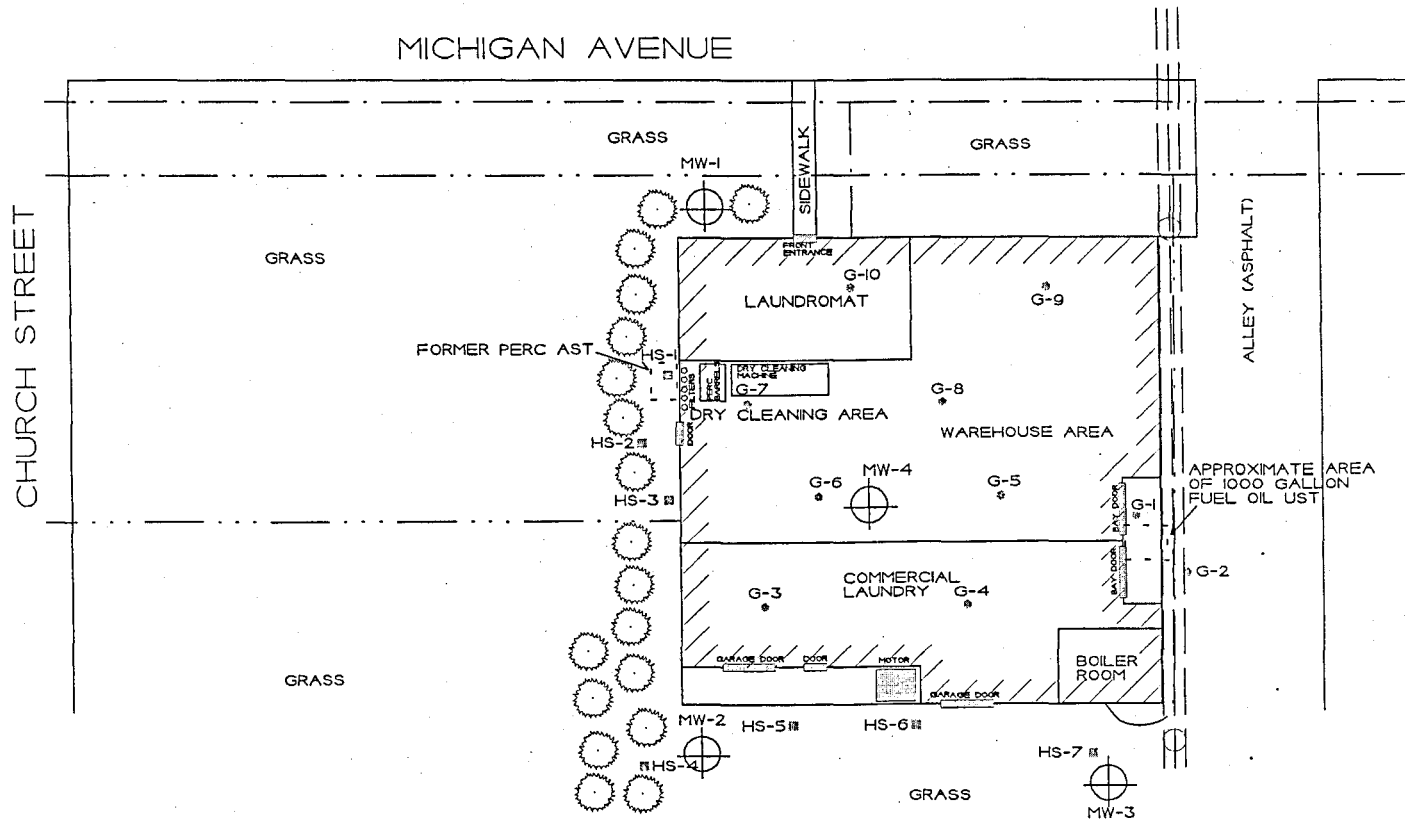 MICHIGAN AVENUE
GRASS
GRASS
SIDEWALK
MW-1
CHURCH STREET
GRASS
FRONT
ENTRANCE
G-10
LAUNDROMAT
G-9
ALLEY (ASPHALT)
FORMER PERC AST
HS-1
FILTERS
PERC
BARRELS
DRY CLEANING
MACHINE
G-7
DRY CLEANING AREA
G-8
WAREHOUSE AREA
HS-2
DOOR
HS-3
G-6
MW-4
G-5
APPROXIMATE AREA
OF 1000 GALLON
FUEL OIL UST
BAY DOOR
G-1
BAY DOOR
G-2
COMMERCIAL
LAUNDRY
G-3
G-4
GARAGE DOOR
DOOR
MOTOR
BOILER
ROOM
GRASS
GARAGE DOOR
MW-2
HS-5
HS-6
HS-4
HS-7
GRASS
MW-3